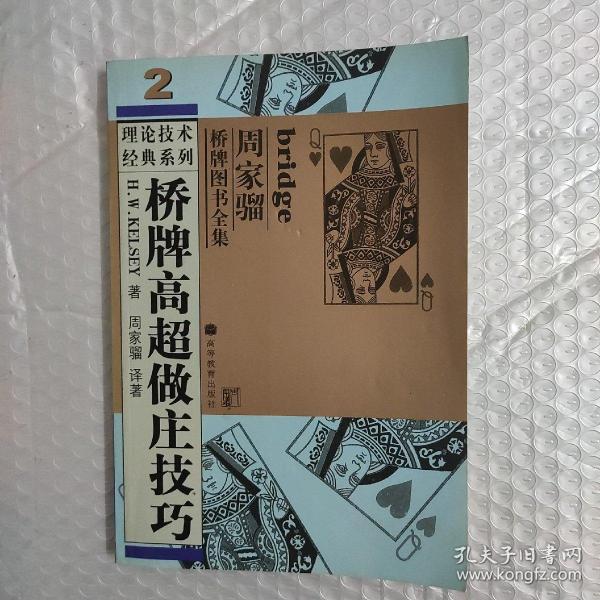 2
理论技术
经典系列
桥牌高超做庄技巧
H.W.KELSEY 著
周家骝 译著
bridge
周家骝
桥牌图书全集
高等教育出版社
Q
Q
孔夫子旧书网
www.kongfz.com